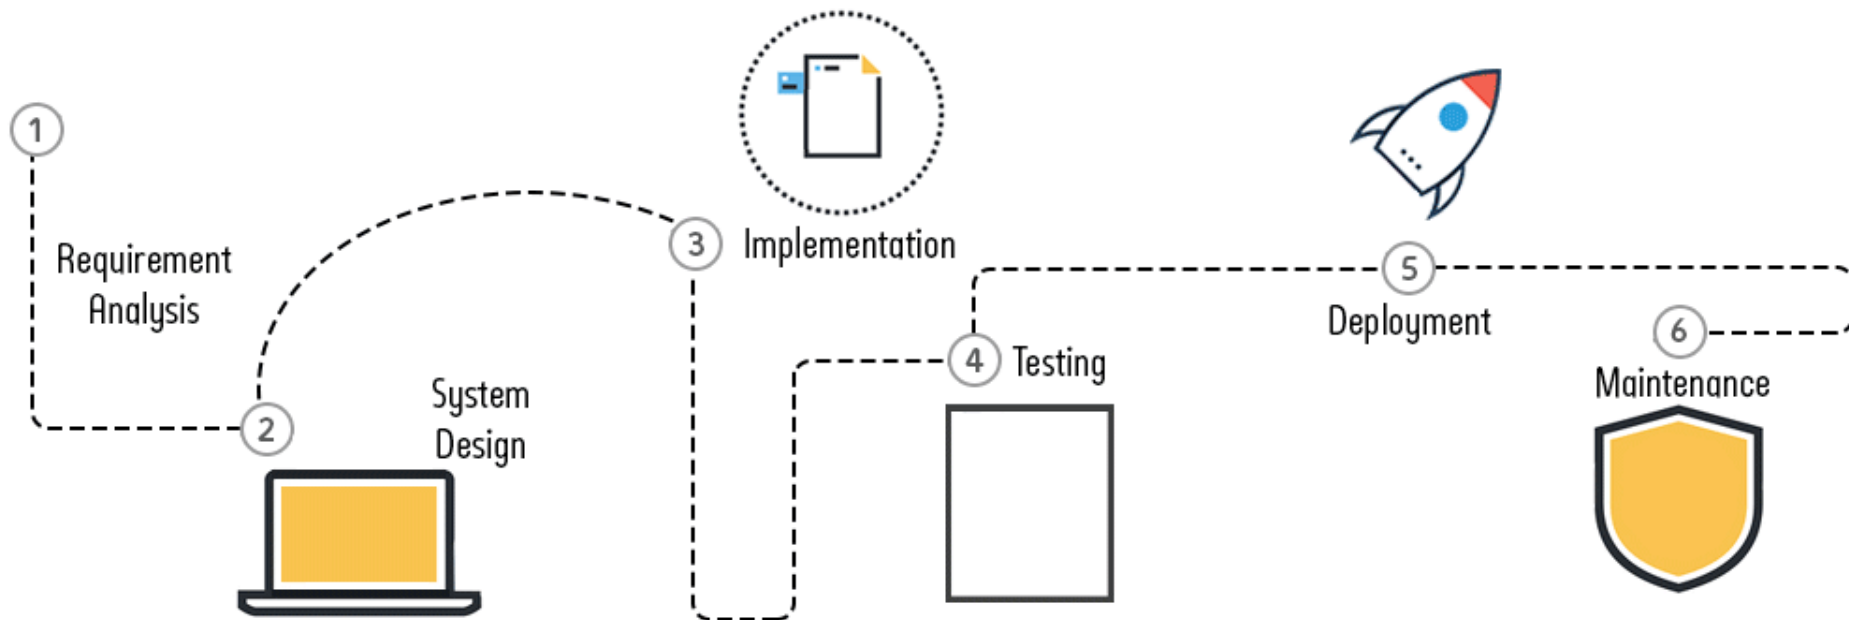 1
Requirement
Analysis
2
System
Design
3
Implementation
4
Testing
5
Deployment
6
Maintenance